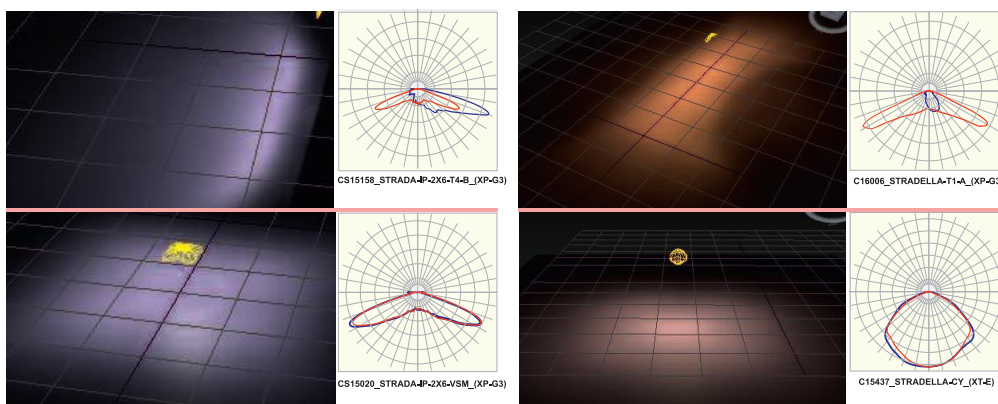 CS15158_STRADA-IP-2X6-T4-B_(XP-G3)
C16006_STRADELLA-T1-A_(XP-G3
CS15020_STRADA-IP-2X6-VSM_(XP-G3)
C15437_STRADELLA-CY_(XT-E)